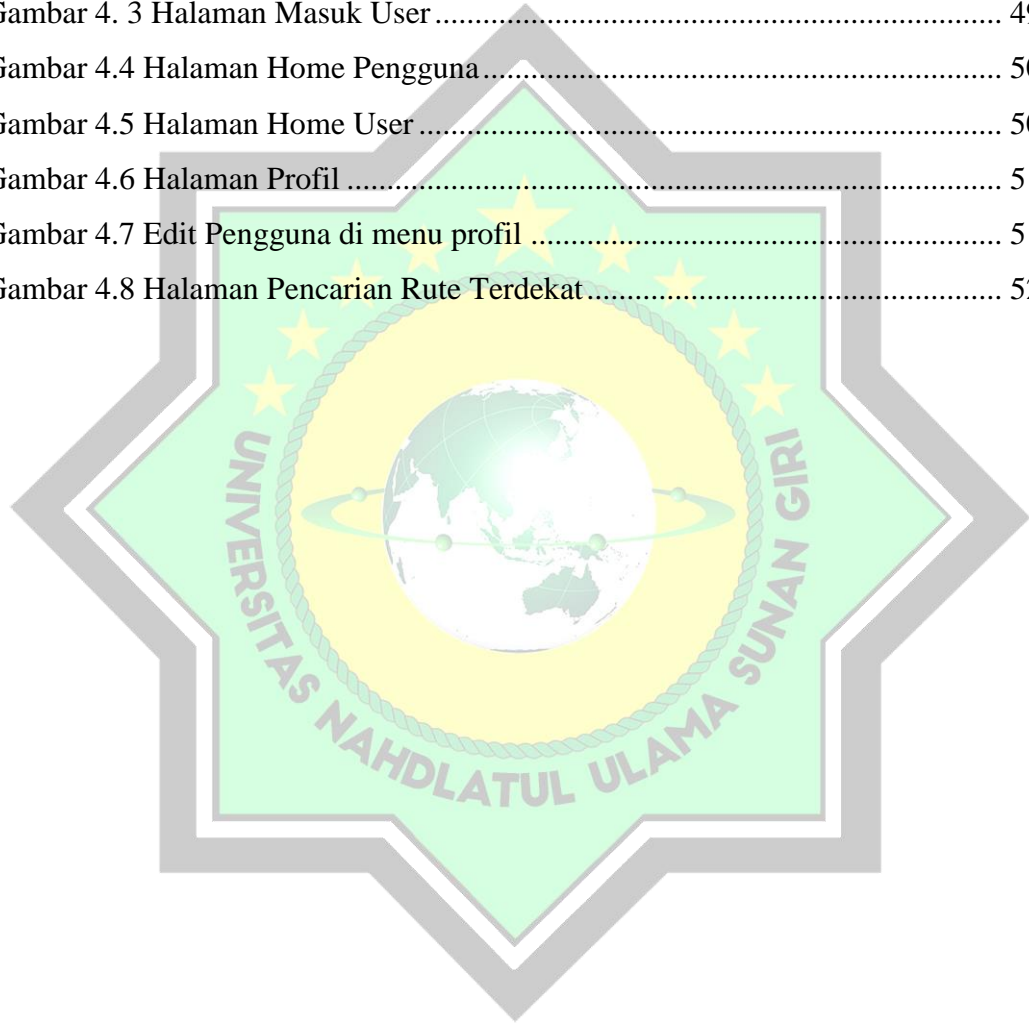 Gambar 4. 3 Halaman Masuk User ........................................................................ 49
Gambar 4.4 Halaman Home Pengguna .................................................................. 50
Gambar 4.5 Halaman Home User .......................................................................... 50
Gambar 4.6 Halaman Profil ................................................................................... 5
Gambar 4.7 Edit Pengguna di menu profil ............................................................ 5
Gambar 4.8 Halaman Pencarian Rute Terdekat ..................................................... 52
UNIVERSITAS NAHDLATUL ULAMA SUNAN GIRI